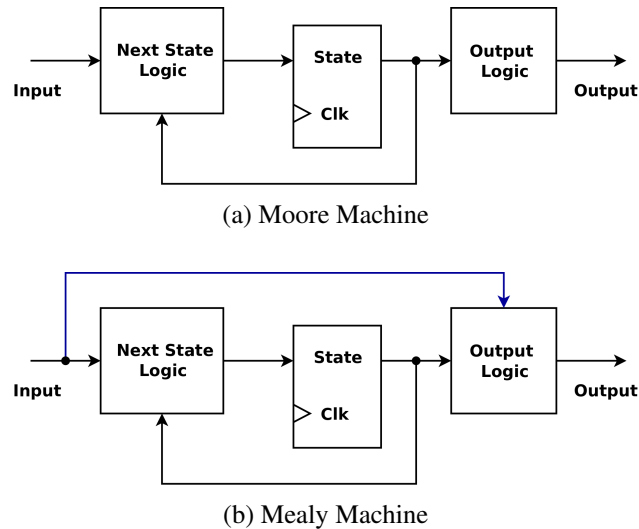 Next State
Logic
State
Clk
Output
Logic
Input
Output
(a) Moore Machine
Next State
Logic
State
Clk
Output
Logic
Input
Output
(b) Mealy Machine